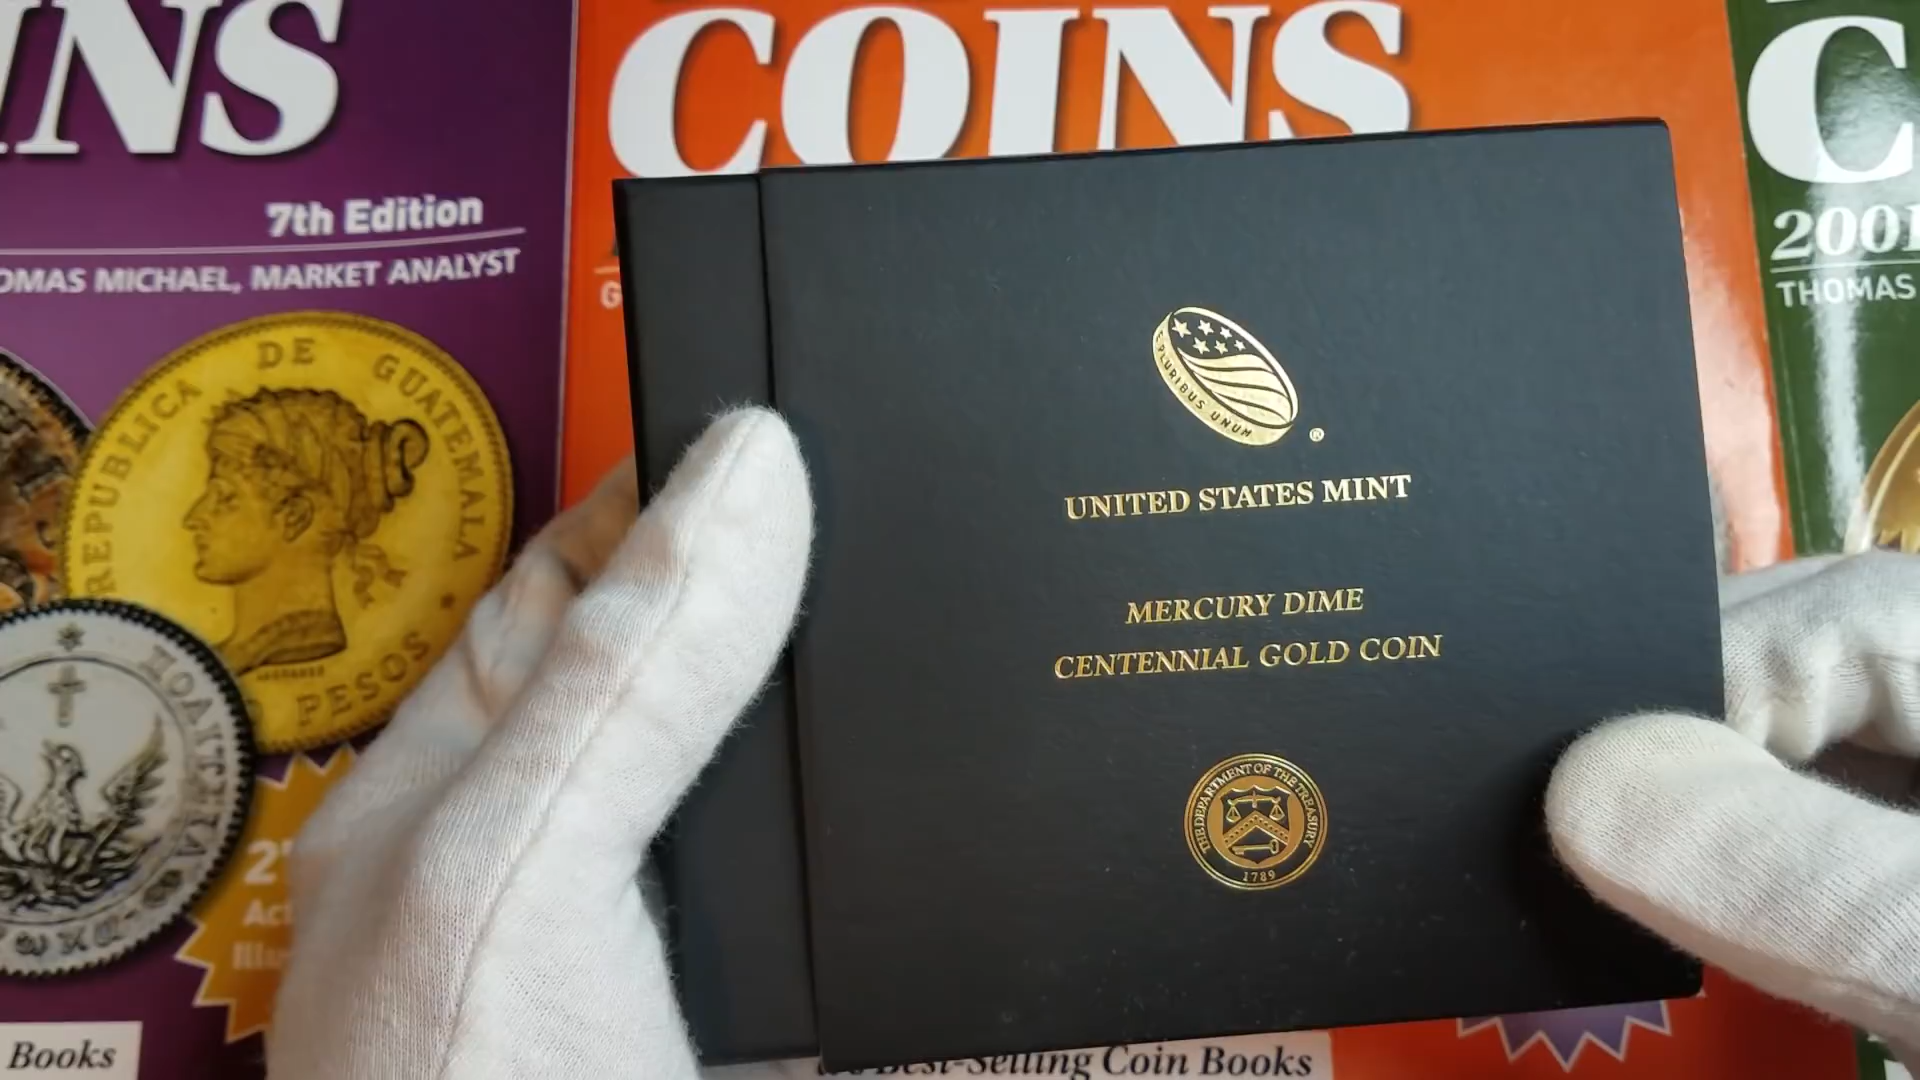 INS
7th Edition
OMAS MICHAEL, MARKET ANALYST
REPUBLICA DE GUATEMALA
PESOS
Books
COINS
G
E PLURIBUS UNUM
®
UNITED STATES MINT
MERCURY DIME
CENTENNIAL GOLD COIN
THE DEPARTMENT OF THE TREASURY
1789
Best-Selling Coin Books
C
2001
THOMAS